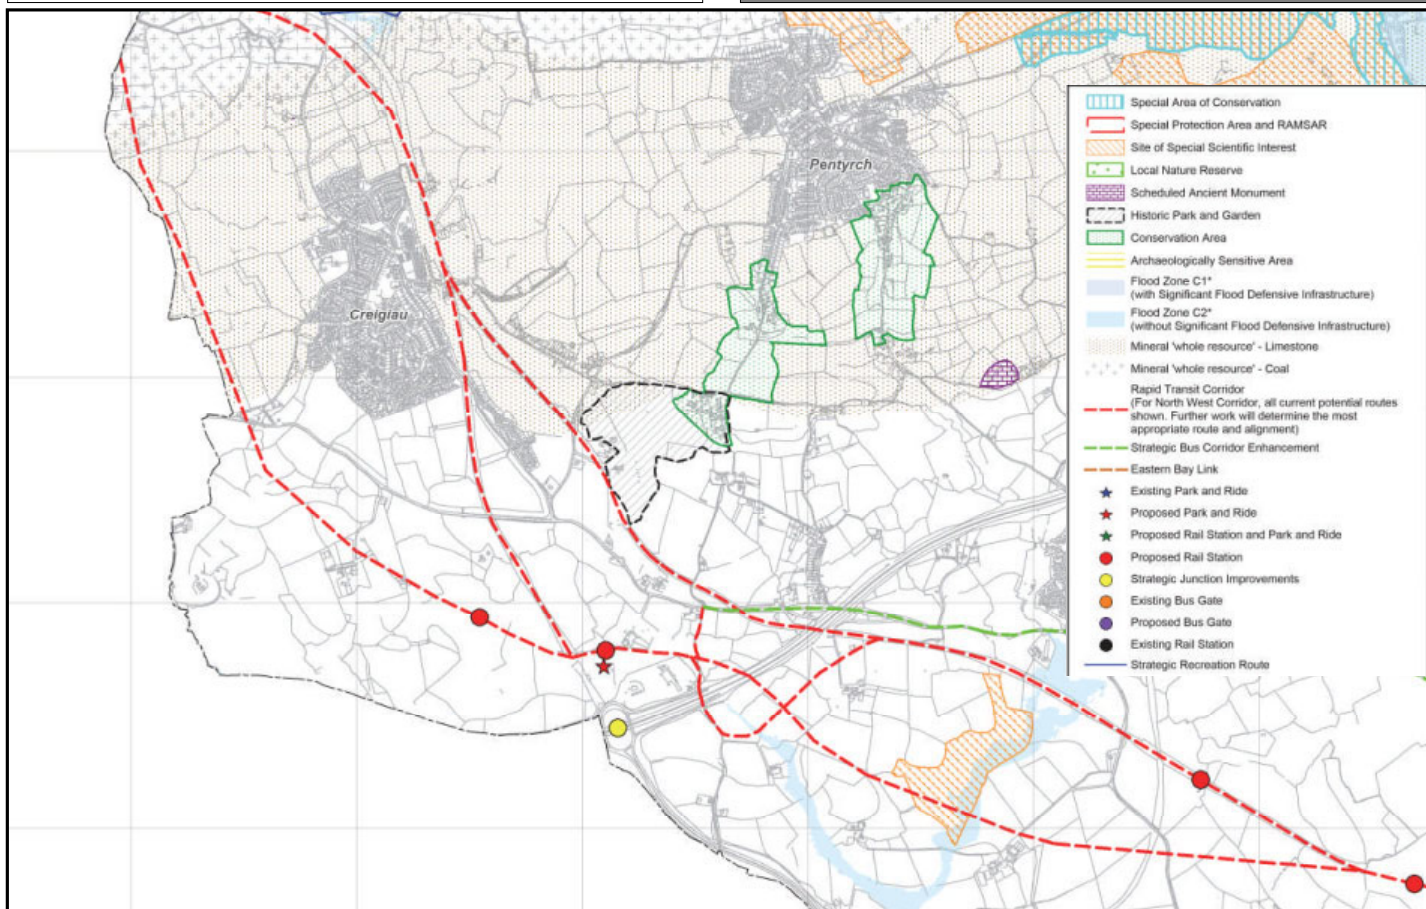 Pentyrch
Creigiau
Special Area of Conservation
Special Protection Area and RAMSAR
Site of Special Scientific Interest
Local Nature Reserve
Scheduled Ancient Monument
Historic Park and Garden
Conservation Area
Archaeologically Sensitive Area
Flood Zone C1*
(with Significant Flood Defensive Infrastructure)
Flood Zone C2*
(without Significant Flood Defensive Infrastructure)
Mineral 'whole resource' - Limestone
Mineral 'whole resource' - Coal
Rapid Transit Corridor
(For North West Corridor, all current potential routes
shown. Further work will determine the most
appropriate route and alignment)
Strategic Bus Corridor Enhancement
Eastern Bay Link
Existing Park and Ride
Proposed Park and Ride
Proposed Rail Station and Park and Ride
Proposed Rail Station
Strategic Junction Improvements
Existing Bus Gate
Proposed Bus Gate
Existing Rail Station
Strategic Recreation Route